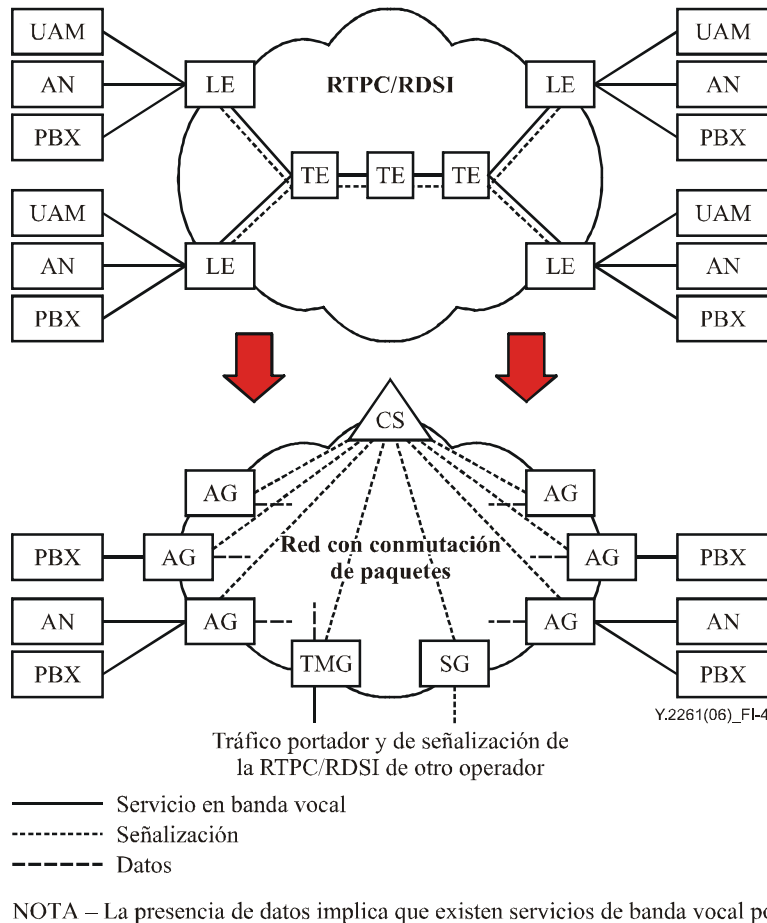 UAM
UAM
AN
LE
RTPC/RDSI
LE
AN
PBX
PBX
TE
TE
TE
UAM
UAM
AN
LE
LE
AN
PBX
PBX
CS
AG
AG
PBX
AG
Red con conmutación
de paquetes
AG
PBX
AN
AG
AG
AN
PBX
TMG
SG
PBX
Y.2261(06)_FI-4
Tráfico portador y de señalización de
la RTPC/RDSI de otro operador
Servicio en banda vocal
Señalización
Datos
NOTA – La presencia de datos implica que existen servicios de banda vocal